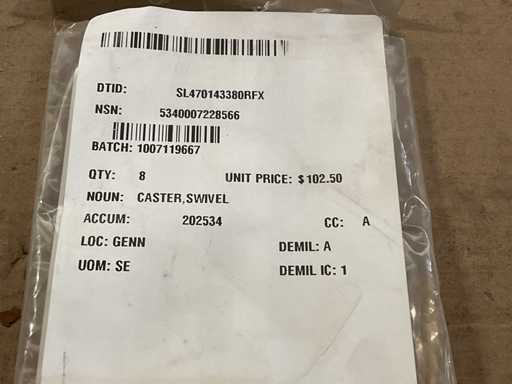 DTID: SL470143380RFX
NSN: 5340007228566
BATCH: 1007119667
QTY: 8 UNIT PRICE: $102.50
NOUN: CASTER,SWIVEL
ACCUM: 202534 CC: A
LOC: GENN DEMIL: A
UOM: SE DEMIL IC: 1